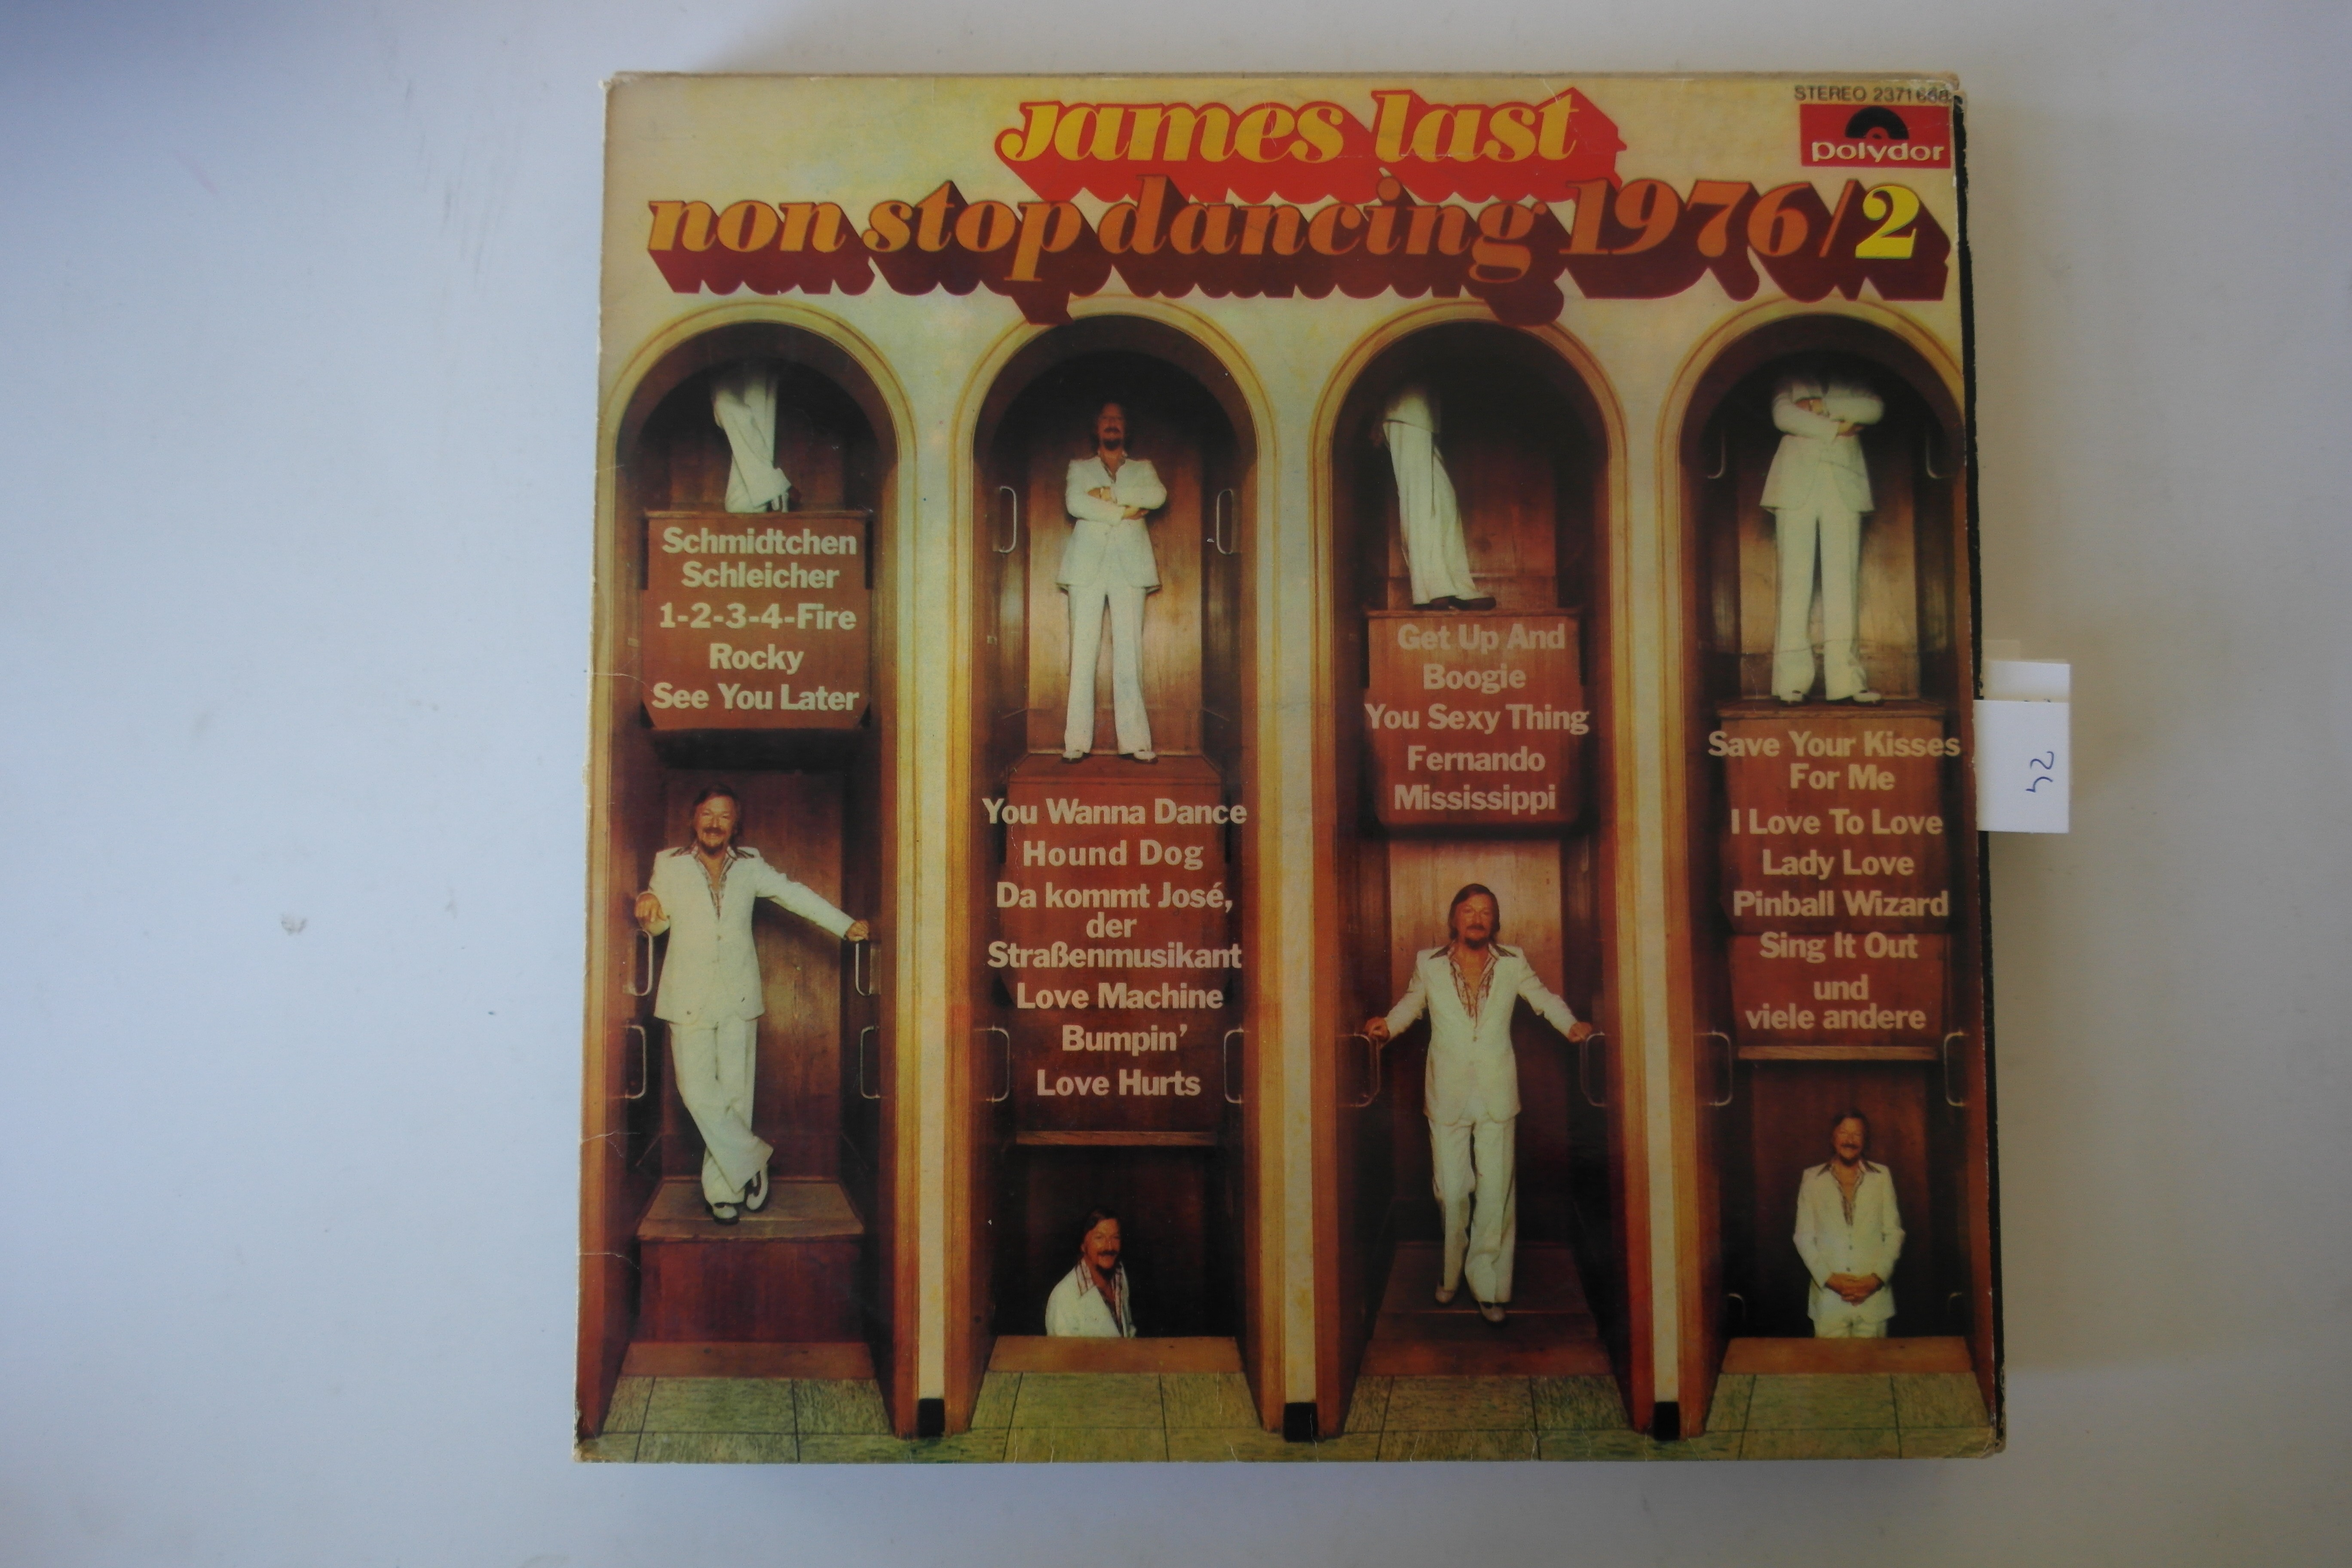 STEREO 2371 688
polydor
james last
non stop dancing 1976/2
Schmidtchen
Schleicher
1-2-3-4-Fire
Rocky
See You Later
You Wanna Dance
Hound Dog
Da kommt José,
der
Straßenmusikant
Love Machine
Bumpin'
Love Hurts
Get Up And
Boogie
You Sexy Thing
Fernando
Mississippi
Save Your Kisses
For Me
I Love To Love
Lady Love
Pinball Wizard
Sing It Out
und
viele andere
52